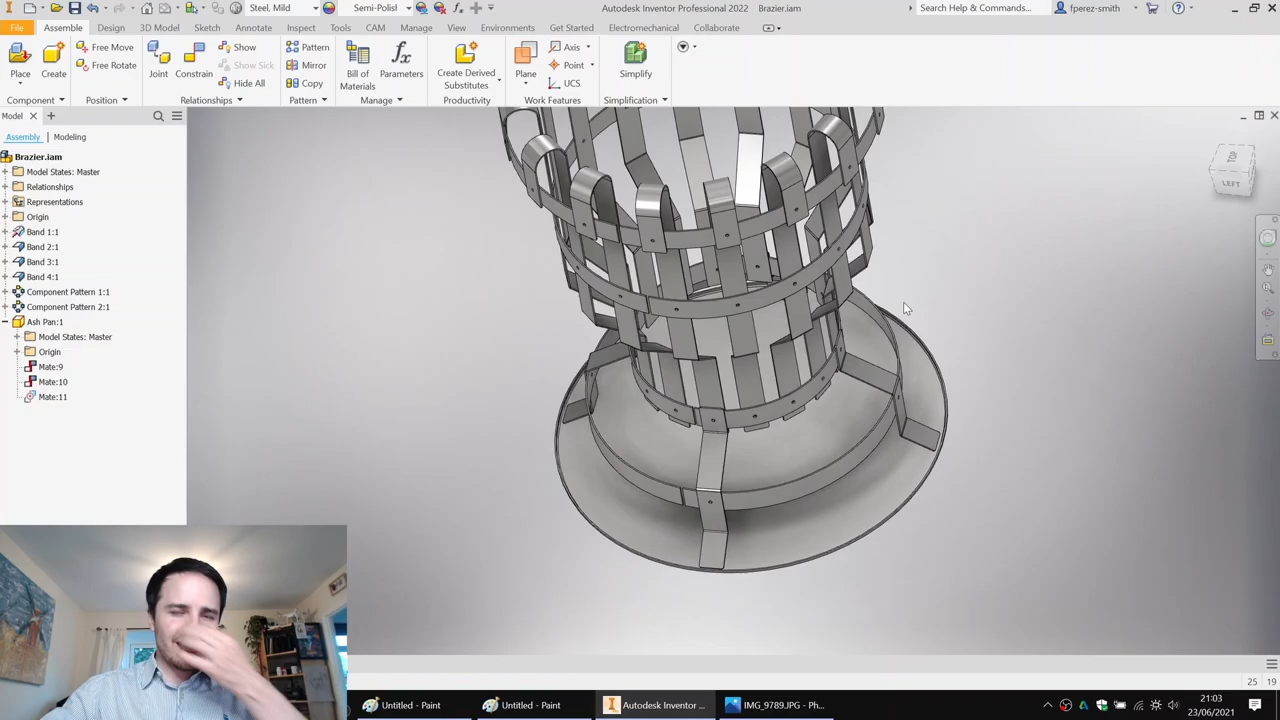 Steel, Mild
Semi-Polish
Autodesk Inventor Professional 2022 Brazier.iam
Search Help & Commands...
fperez-smith
File Assemble Design 3D Model Sketch Annotate Inspect Tools CAM Manage View Environments Get Started Electromechanical Collaborate
Place
Create
Free Move
Free Rotate
Component
Position
Joint
Constrain
Show
Show Sick
Hide All
Relationships
Pattern
Mirror
Copy
Pattern
Bill of
Materials
Parameters
Manage
Create Derived
Substitutes
Productivity
Plane
Axis
Point
UCS
Work Features
Simplify
Simplification
Model
Assembly Modeling
Brazier.iam
Model States: Master
Relationships
Representations
Origin
Band 1:1
Band 2:1
Band 3:1
Band 4:1
Component Pattern 1:1
Component Pattern 2:1
Ash Pan:1
Model States: Master
Origin
Mate:9
Mate:10
Mate:11
LEFT
25 19
Untitled - Paint
Untitled - Paint
Autodesk Inventor ...
IMG_9789.JPG - Ph...
21:03
23/06/2021